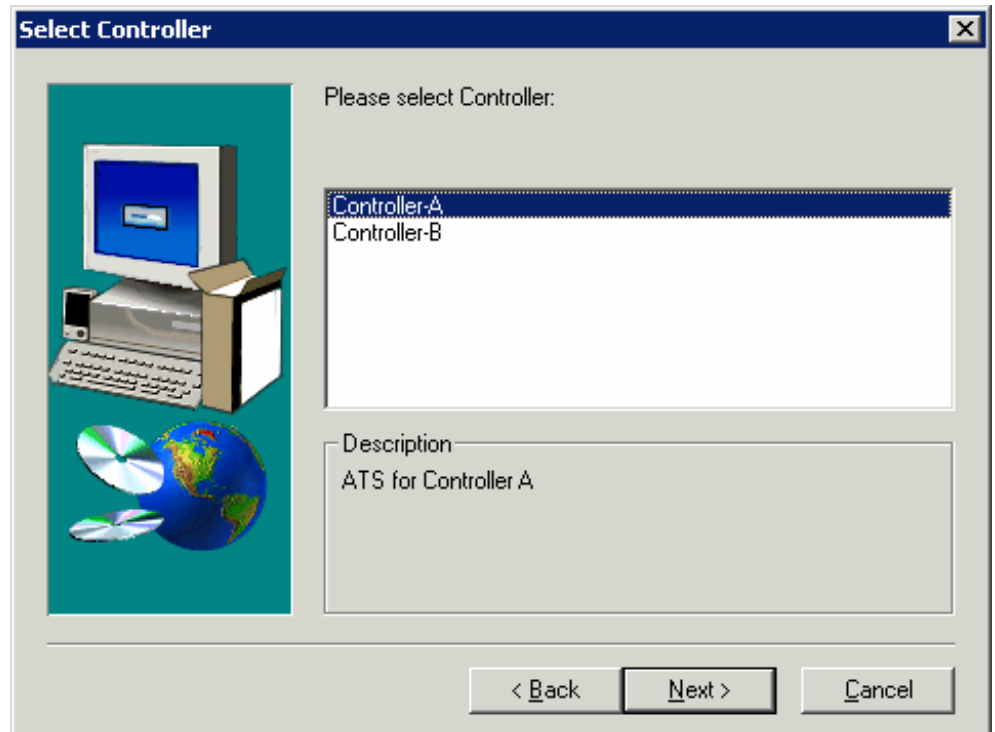 Select Controller
Please select Controller:
Controller-A
Controller-B
Description
ATS for Controller A
< Back
Next >
Cancel